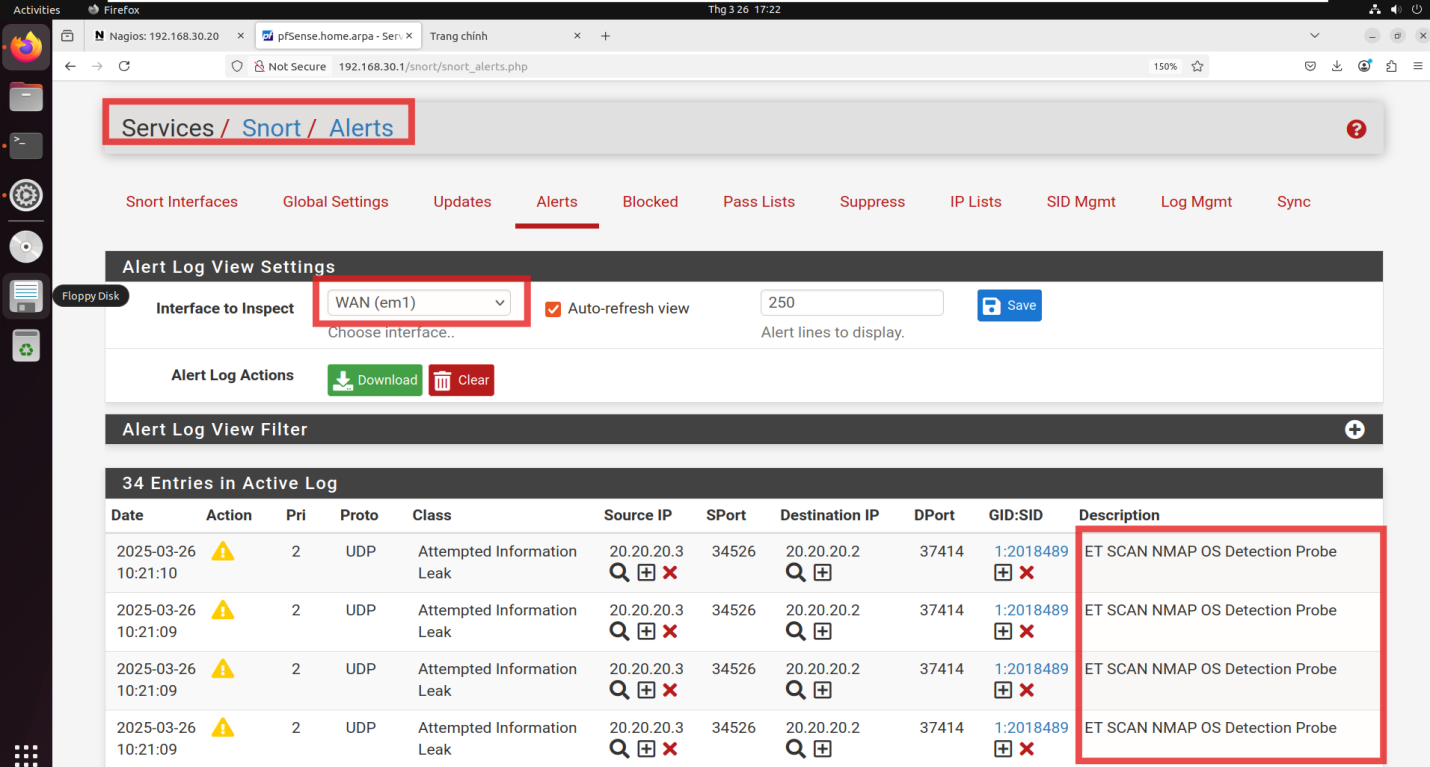 Activities Firefox Thg 3 26 17:22
Nagios: 192.168.30.20 × pfSense.home.arpa - Serv × Trang chính × +
Not Secure 192.168.30.1/snort/snort_alerts.php 150%
Services / Snort / Alerts
Snort Interfaces Global Settings Updates Alerts Blocked Pass Lists Suppress IP Lists SID Mgmt Log Mgmt Sync
Alert Log View Settings
Floppy Disk
Interface to Inspect WAN (em1) Auto-refresh view 250 Save
Choose interface.. Alert lines to display.
Alert Log Actions Download Clear
Alert Log View Filter
34 Entries in Active Log
Date Action Pri Proto Class Source IP SPort Destination IP DPort GID:SID Description
2025-03-26 2 UDP Attempted Information 20.20.20.3 34526 20.20.20.2 37414 1:2018489 ET SCAN NMAP OS Detection Probe
10:21:10 Leak
2025-03-26 2 UDP Attempted Information 20.20.20.3 34526 20.20.20.2 37414 1:2018489 ET SCAN NMAP OS Detection Probe
10:21:09 Leak
2025-03-26 2 UDP Attempted Information 20.20.20.3 34526 20.20.20.2 37414 1:2018489 ET SCAN NMAP OS Detection Probe
10:21:09 Leak
2025-03-26 2 UDP Attempted Information 20.20.20.3 34526 20.20.20.2 37414 1:2018489 ET SCAN NMAP OS Detection Probe
10:21:09 Leak